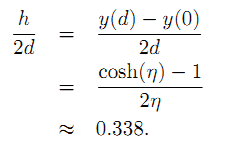 h/2d = (y(d) − y(0))/2d
= (cosh(η) − 1)/2η
≈ 0.338.